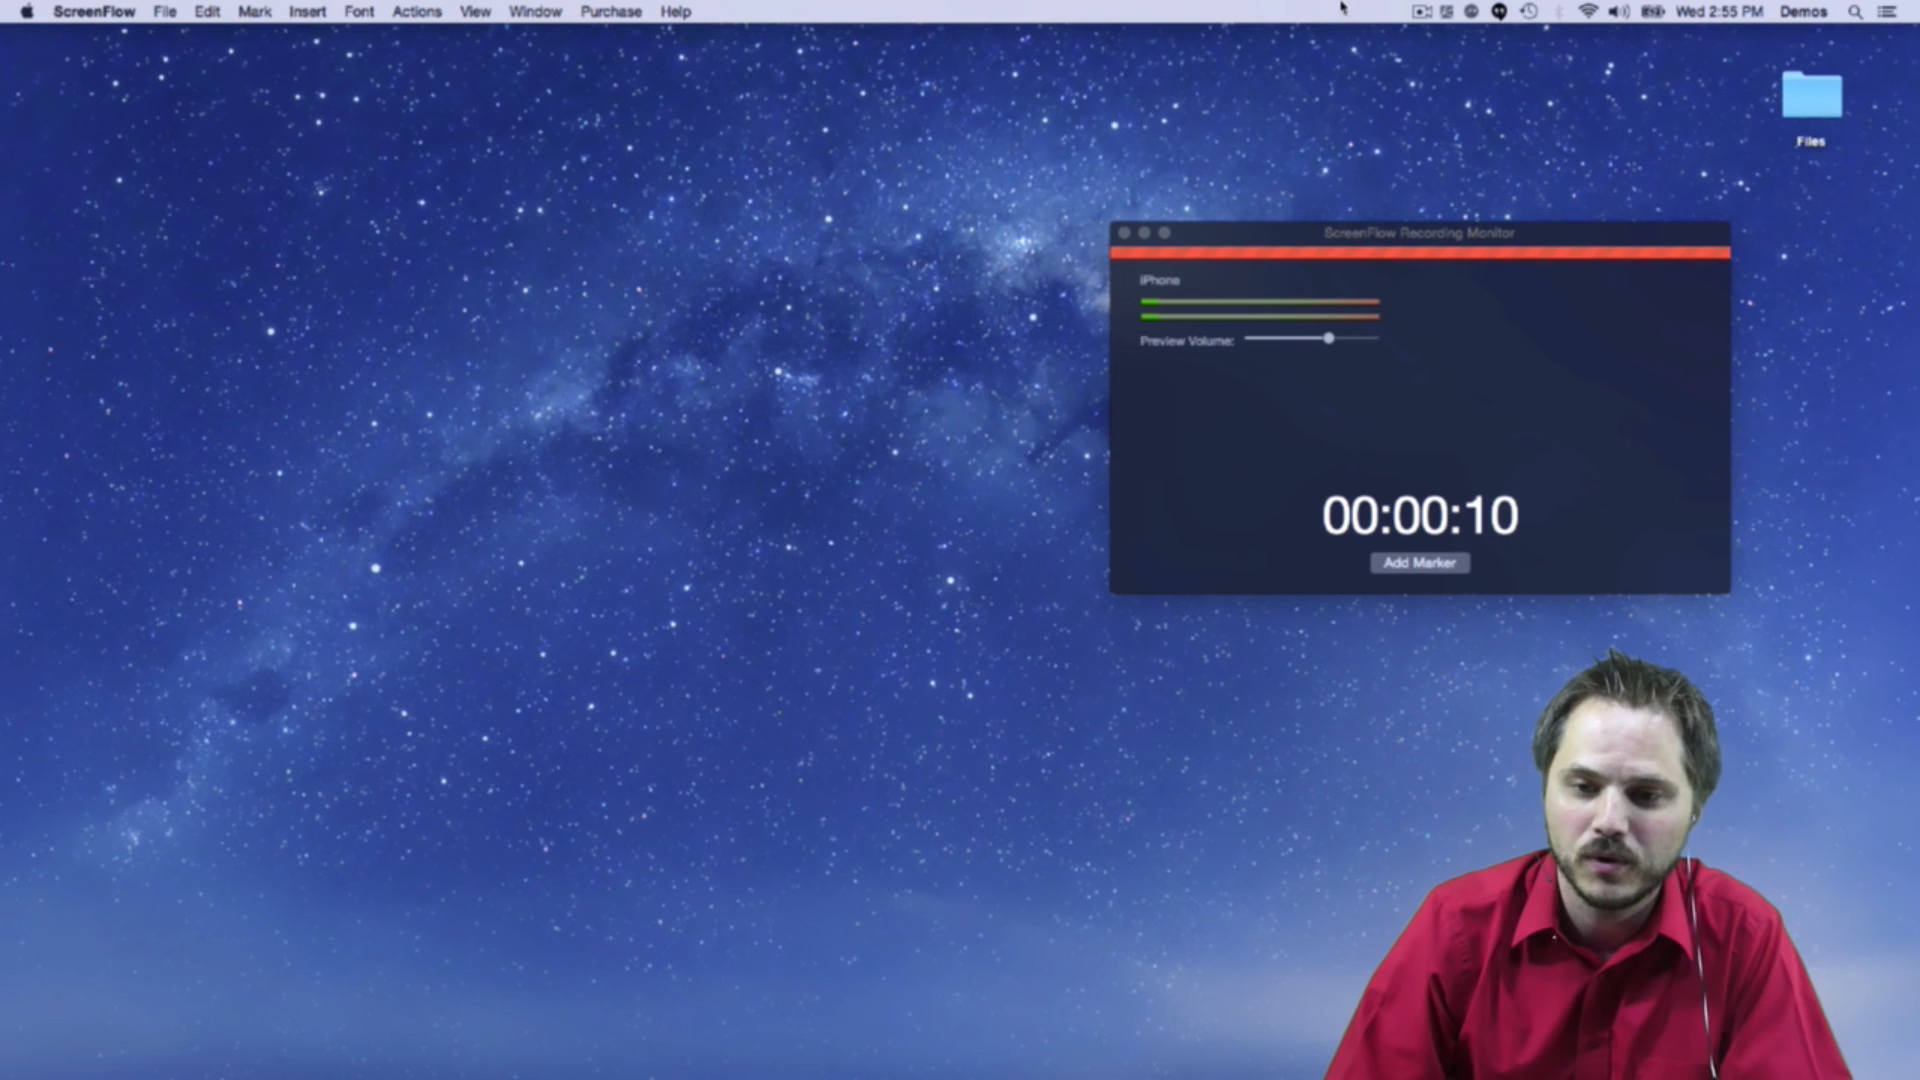 ScreenFlow File Edit Mark Insert Font Actions View Window Purchase Help Wed 2:55 PM Demos
Files
ScreenFlow Recording Monitor
iPhone
Preview Volume:
00:00:10
Add Marker